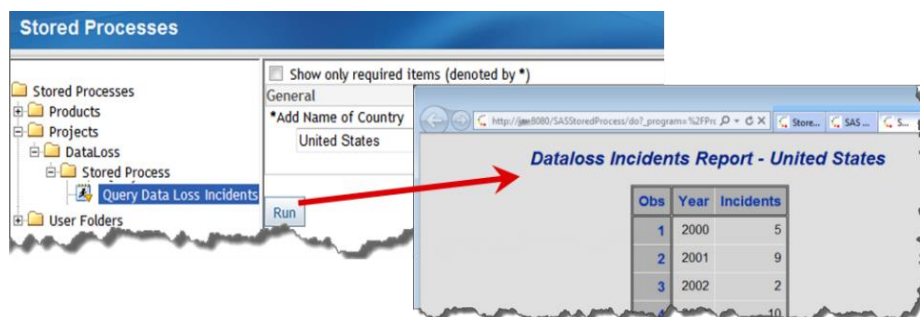 Stored Processes
Stored Processes
Products
Projects
DataLoss
Stored Process
Query Data Loss Incidents
User Folders
Show only required items (denoted by *)
General
*Add Name of Country
United States
Run
Store...
SAS ...
S...
Dataloss Incidents Report - United States
Obs Year Incidents
1 2000 5
2 2001 9
3 2002 2
10